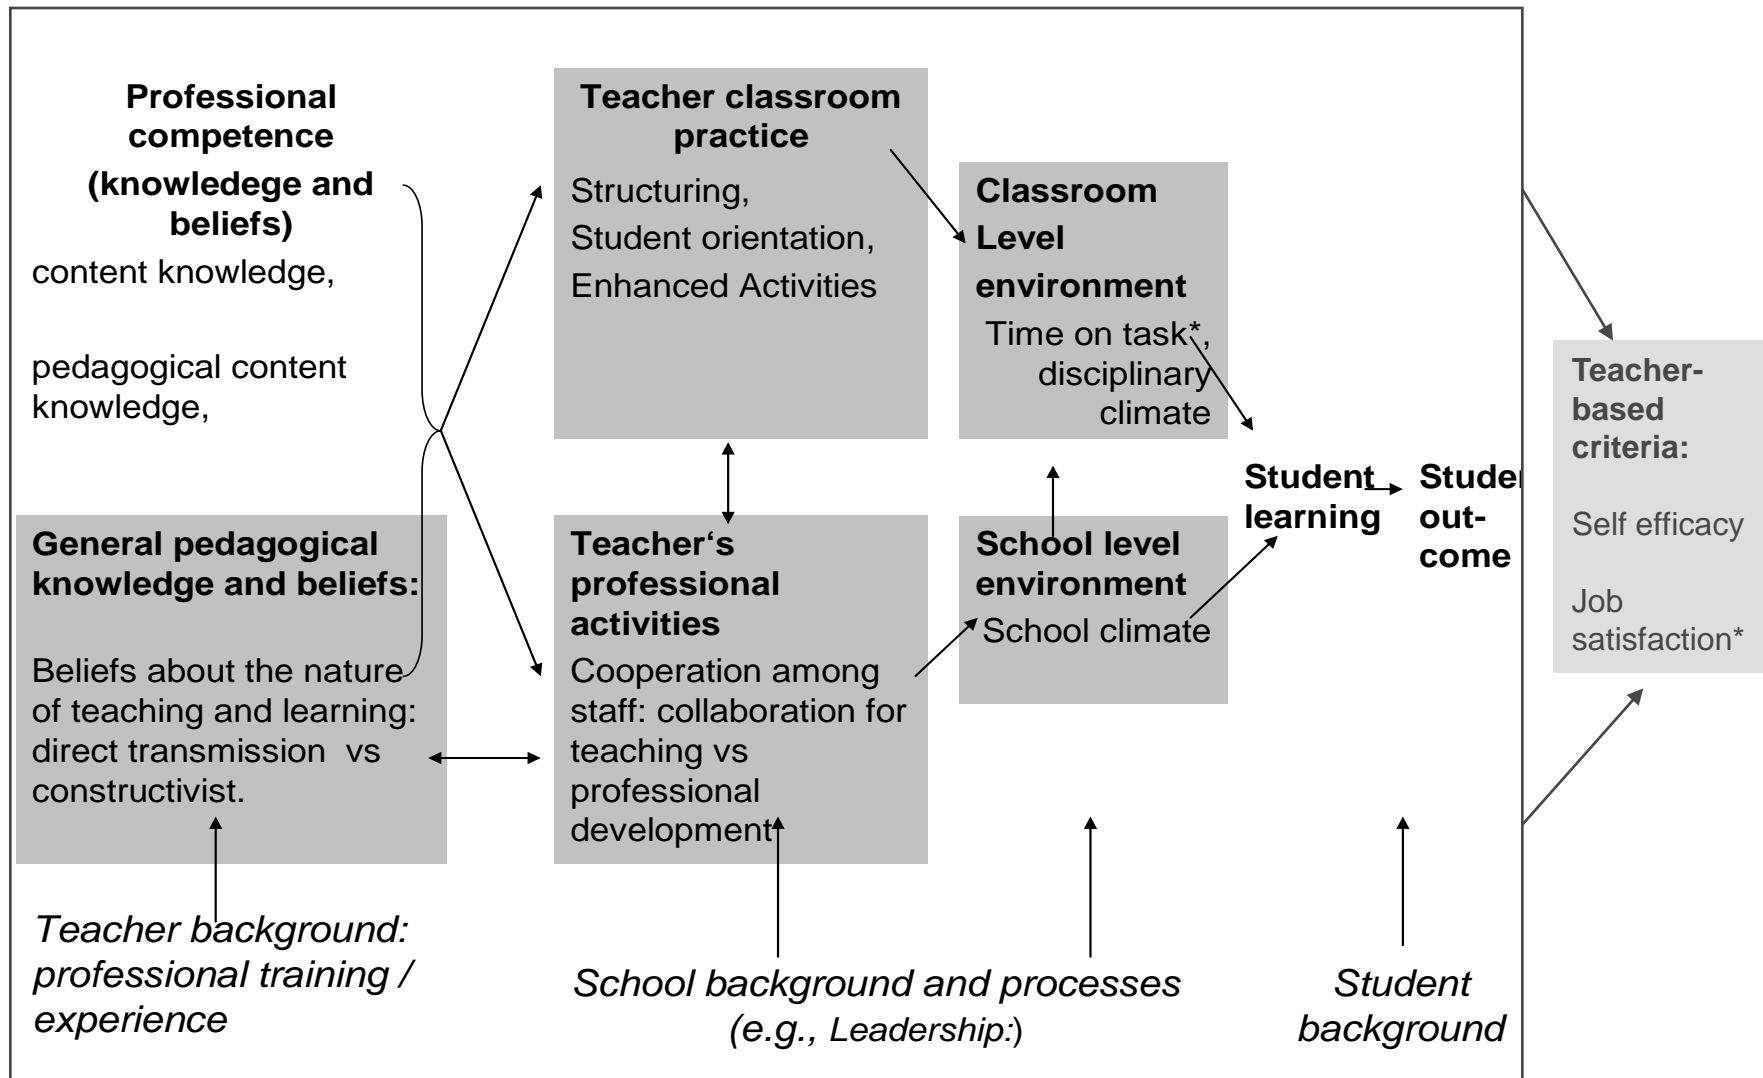 Professional
competence
(knowledege and
beliefs)
content knowledge,
pedagogical content
knowledge,
General pedagogical
knowledge and beliefs:
Beliefs about the nature
of teaching and learning:
direct transmission vs
constructivist.
Teacher background:
professional training /
experience
Teacher classroom
practice
Structuring,
Student orientation,
Enhanced Activities
Teacher‘s
professional
activities
Cooperation among
staff: collaboration for
teaching vs
professional
development
School background and processes
(e.g., Leadership:)
Classroom
Level
environment
Time on task*,
disciplinary
climate
School level
environment
School climate
Student
learning
Stude
out-
come
Student
background
Teacher-
based
criteria:
Self efficacy
Job
satisfaction*